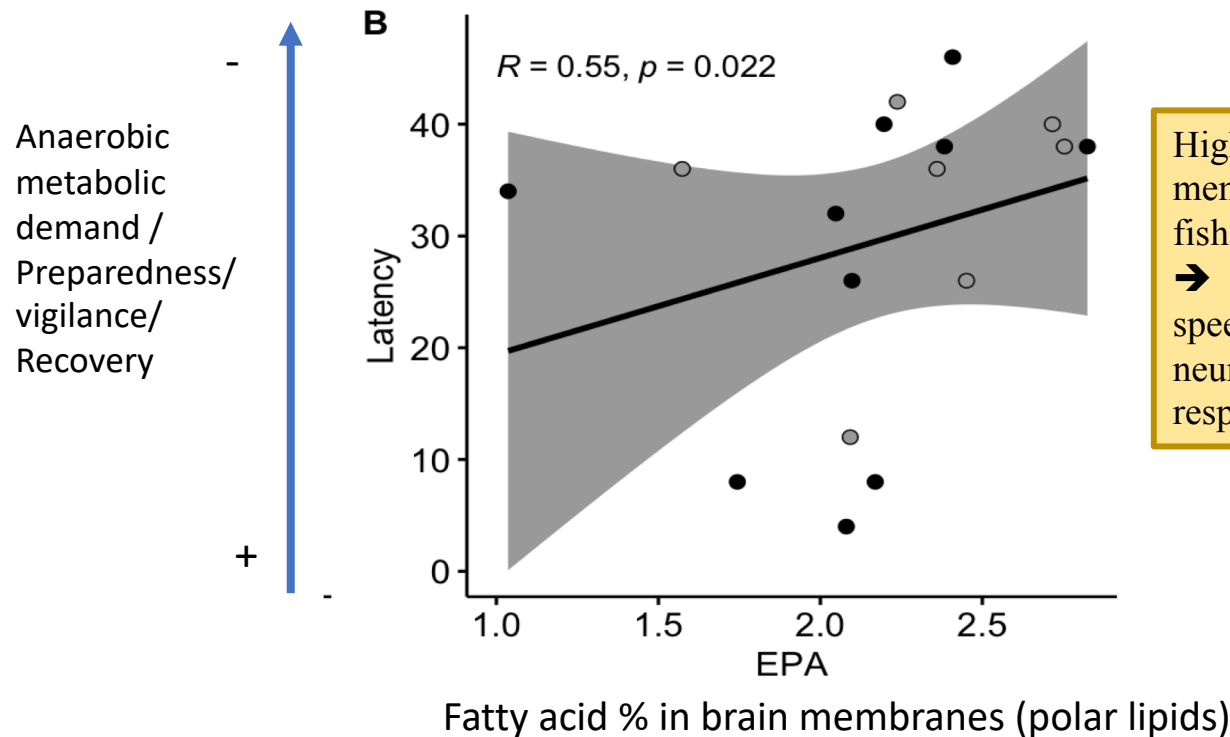 B
R = 0.55, p = 0.022
-
Anaerobic
metabolic
demand /
Preparedness/
vigilance/
Recovery
+
-
Latency
40
30
20
10
0
1.0 1.5 2.0 2.5
EPA
Fatty acid % in brain membranes (polar lipids)
➔